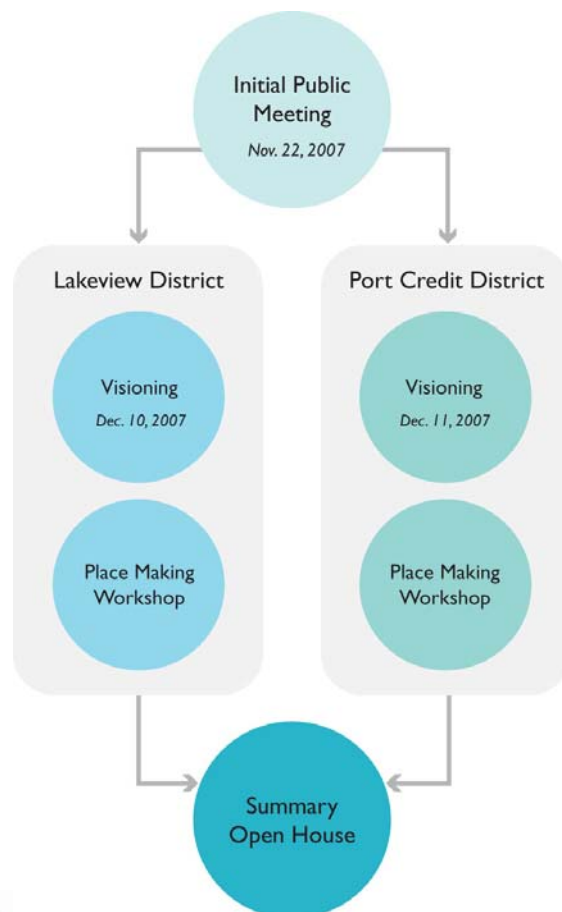 Initial Public
Meeting
Nov. 22, 2007
Lakeview District
Visioning
Dec. 10, 2007
Place Making
Workshop
Port Credit District
Visioning
Dec. 11, 2007
Place Making
Workshop
Summary
Open House